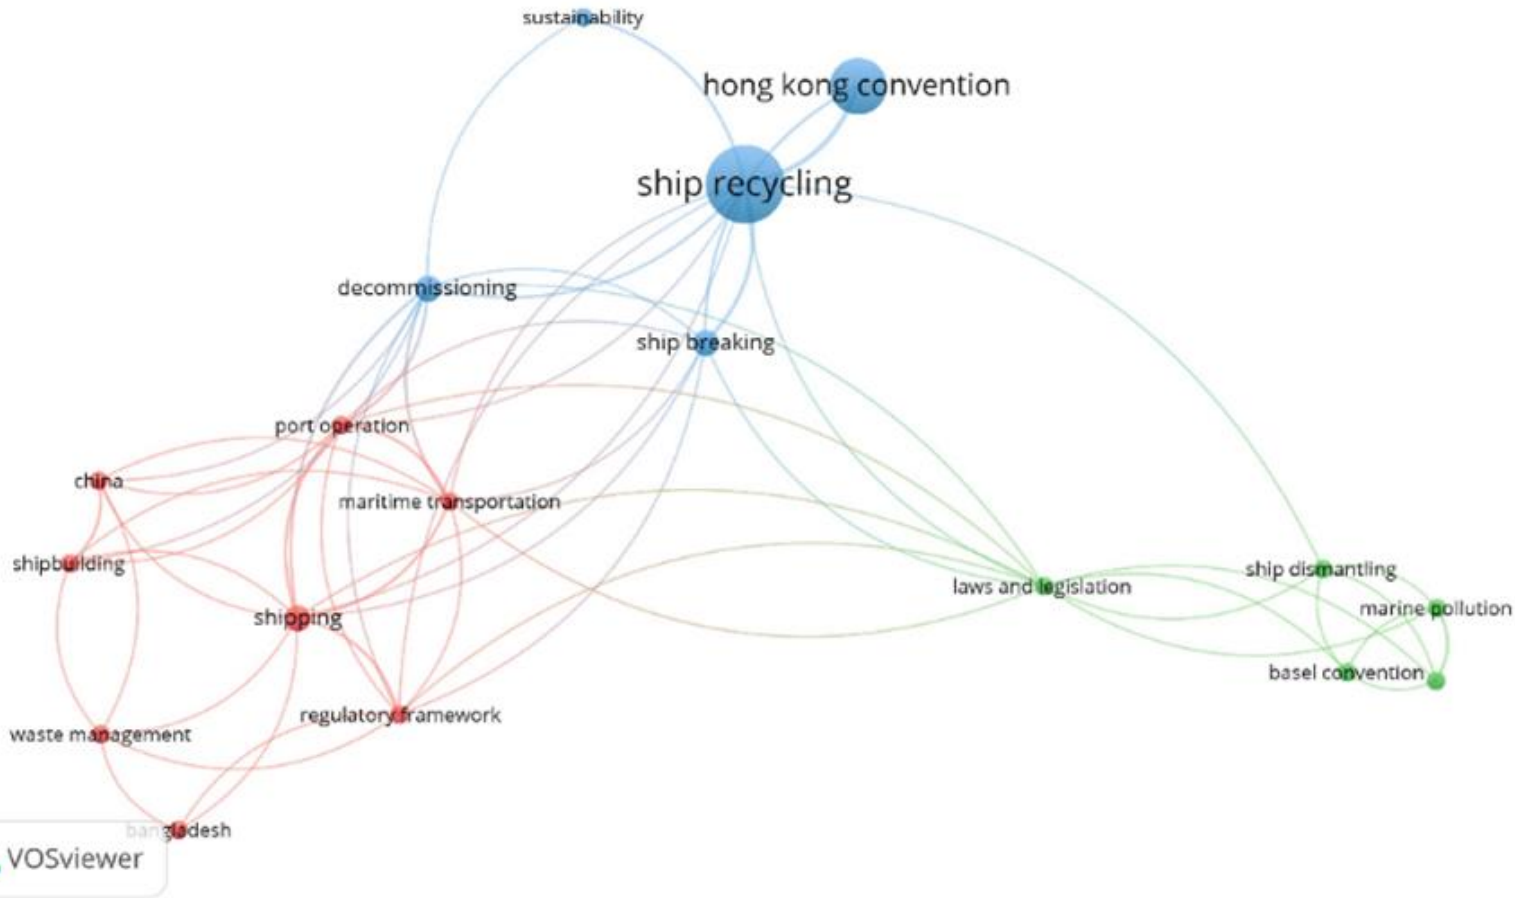 sustainability
hong kong convention
ship recycling
decommissioning
ship breaking
port operation
china
maritime transportation
shipbuilding
ship dismantling
laws and legislation
marine pollution
shipping
basel convention
regulatory framework
waste management
bangladesh
VOSviewer